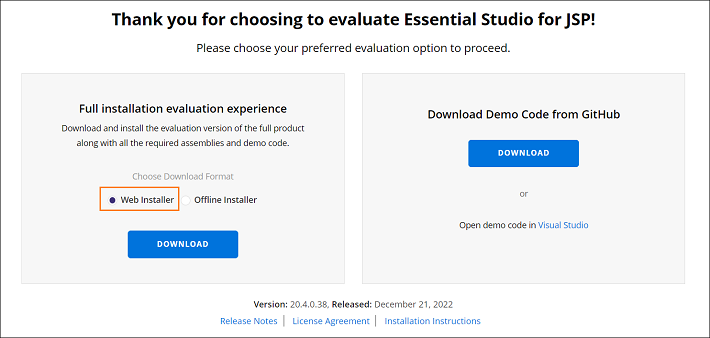 Thank you for choosing to evaluate Essential Studio for JSP!
Please choose your preferred evaluation option to proceed.
Full installation evaluation experience
Download and install the evaluation version of the full product
along with all the required assemblies and demo code.
Choose Download Format
Web Installer Offline Installer
DOWNLOAD
Download Demo Code from GitHub
DOWNLOAD
or
Open demo code in Visual Studio
Version: 20.4.0.38, Released: December 21, 2022
Release Notes | License Agreement | Installation Instructions